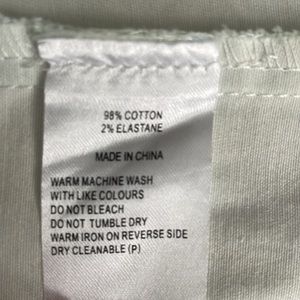 98% COTTON
2% ELASTANE
MADE IN CHINA
WARM MACHINE WASH
WITH LIKE COLOURS
DO NOT BLEACH
DO NOT TUMBLE DRY
WARM IRON ON REVERSE SIDE
DRY CLEANABLE (P)